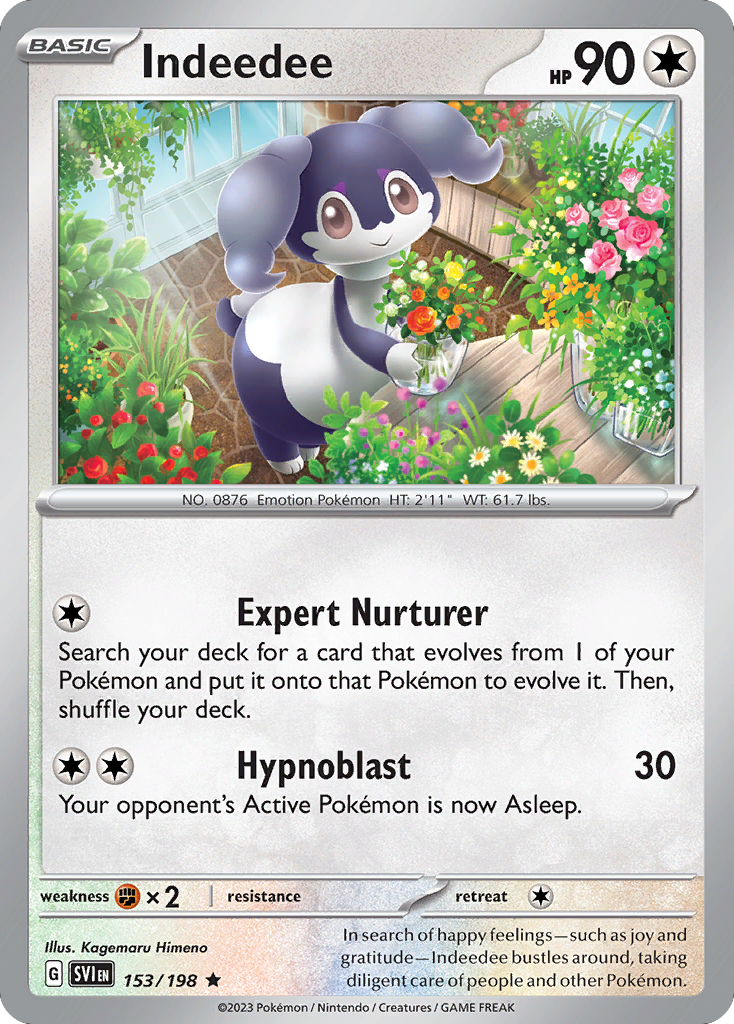 BASIC
Indeedee
HP 90
NO. 0876 Emotion Pokémon HT: 2'11" WT: 61.7 lbs.
Expert Nurturer
Search your deck for a card that evolves from 1 of your
Pokémon and put it onto that Pokémon to evolve it. Then,
shuffle your deck.
Hypnoblast 30
Your opponent's Active Pokémon is now Asleep.
weakness ×2 resistance retreat
Illus. Kagemaru Himeno
G SVI EN 153/198 ★
In search of happy feelings—such as joy and
gratitude—Indeedee bustles around, taking
diligent care of people and other Pokémon.
©2023 Pokémon / Nintendo / Creatures / GAME FREAK